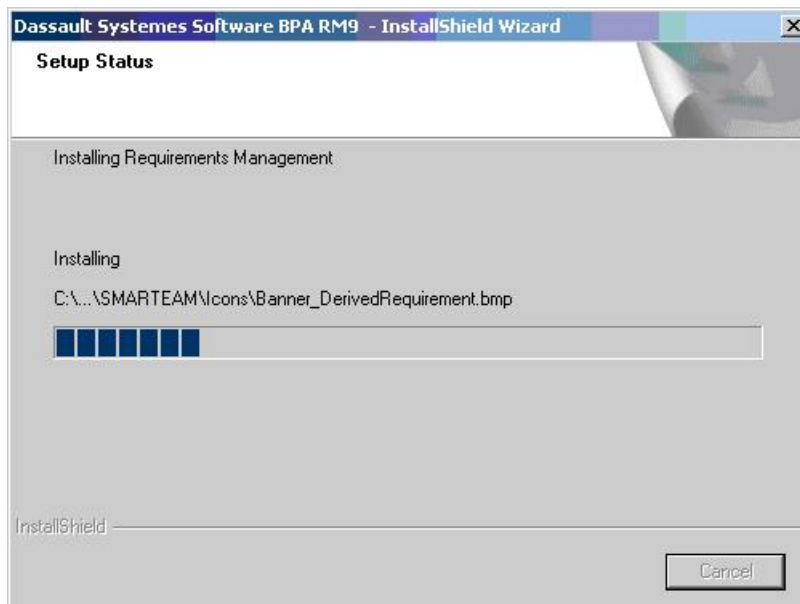 Dassault Systemes Software BPA RM9 - InstallShield Wizard
Setup Status
Installing Requirements Management
Installing
C:\...\SMARTEAM\Icons\Banner_DerivedRequirement.bmp
InstallShield
Cancel